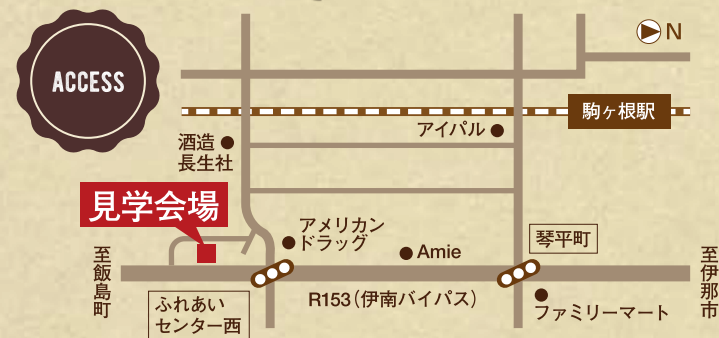 ACCESS
N
駒ヶ根駅
アイパル
酒造
長生社
見学会場
アメリカン
ドラッグ
Amie
琴平町
至飯島町
至伊那市
ふれあい
センター西
R153（伊南バイパス）
ファミリーマート